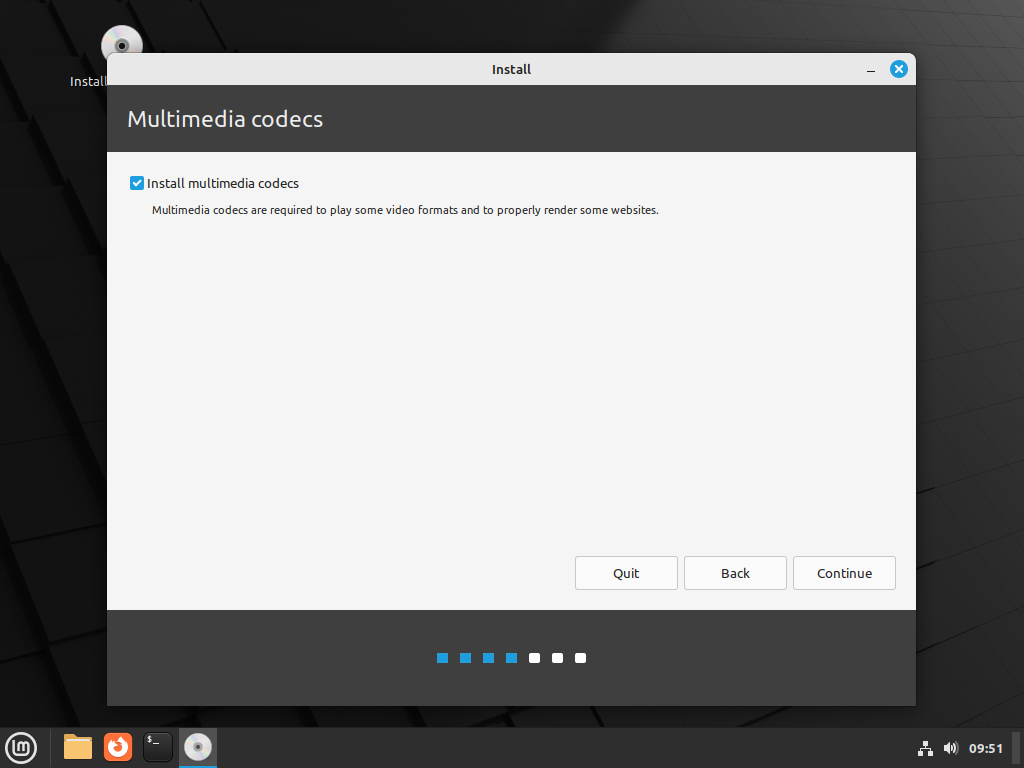 Install
Install
Multimedia codecs
Install multimedia codecs
Multimedia codecs are required to play some video formats and to properly render some websites.
Quit
Back
Continue
$_
09:51